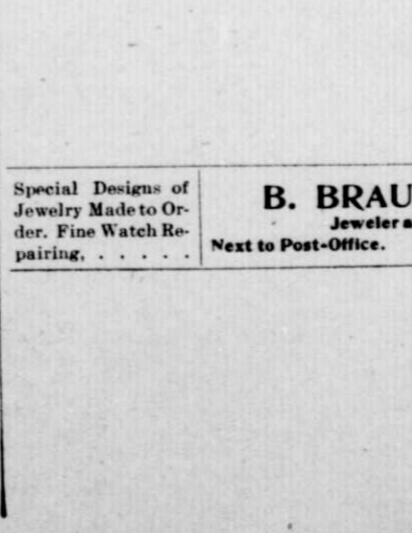 Special Designs of
Jewelry Made to Or-
der. Fine Watch Re-
pairing, . . . . .
B. BRAU
Jeweler a
Next to Post-Office.